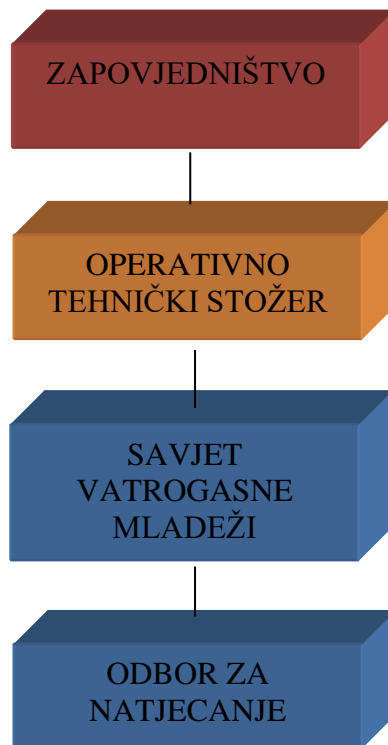 ZAPOVJEDNIŠTVO
OPERATIVNO
TEHNIČKI STOŽER
SAVJET
VATROGASNE
MLADEŽI
ODBOR ZA
NATJECANJE